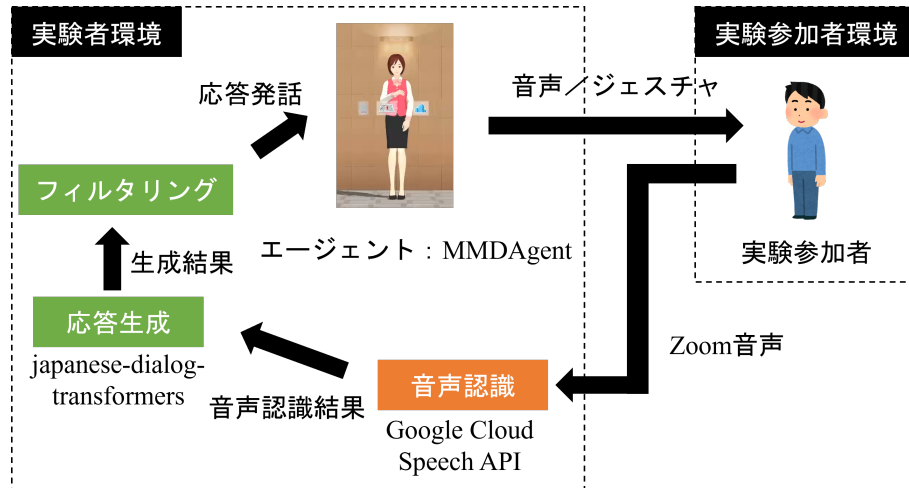 実験者環境
実験参加者環境
応答発話
音声／ジェスチャ
フィルタリング
エージェント：MMDAgent
生成結果
実験参加者
応答生成
japanese-dialog-
transformers
Zoom音声
音声認識
音声認識結果
Google Cloud
Speech API